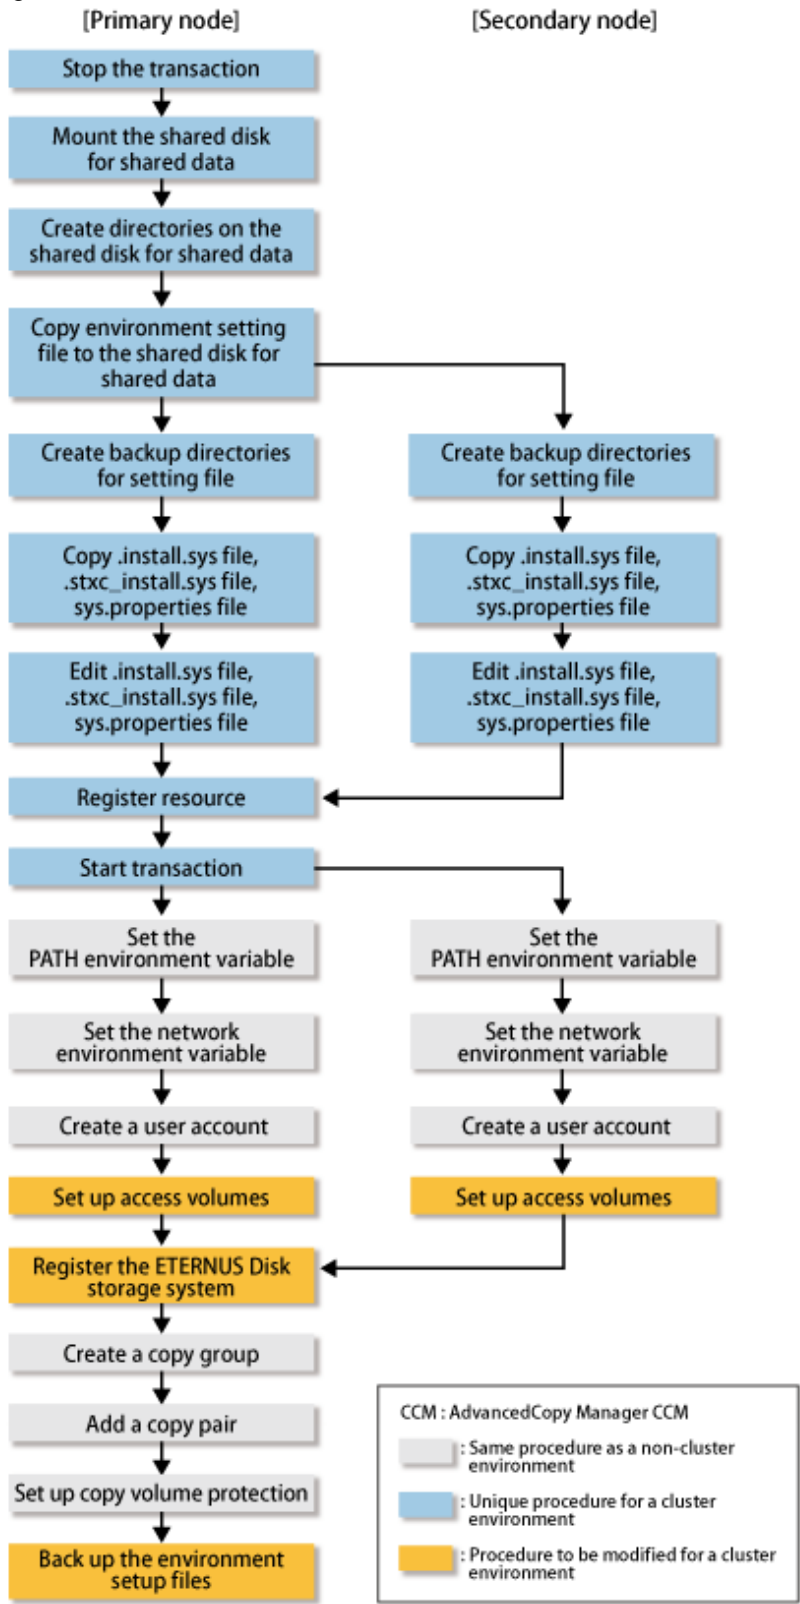 [Primary node]
[Secondary node]
Stop the transaction
Mount the shared disk
for shared data
Create directories on the
shared disk for shared data
Copy environment setting
file to the shared disk for
shared data
Create backup directories
for setting file
Create backup directories
for setting file
Copy .install.sys file,
.stxc_install.sys file,
sys.properties file
Copy .install.sys file,
.stxc_install.sys file,
sys.properties file
Edit .install.sys file,
.stxc_install.sys file,
sys.properties file
Edit .install.sys file,
.stxc_install.sys file,
sys.properties file
Register resource
Start transaction
Set the
PATH environment variable
Set the
PATH environment variable
Set the network
environment variable
Set the network
environment variable
Create a user account
Create a user account
Set up access volumes
Set up access volumes
Register the ETERNUS Disk
storage system
Create a copy group
Add a copy pair
Set up copy volume protection
Back up the environment
setup files
CCM : AdvancedCopy Manager CCM
: Same procedure as a non-cluster
environment
: Unique procedure for a cluster
environment
: Procedure to be modified for a cluster
environment